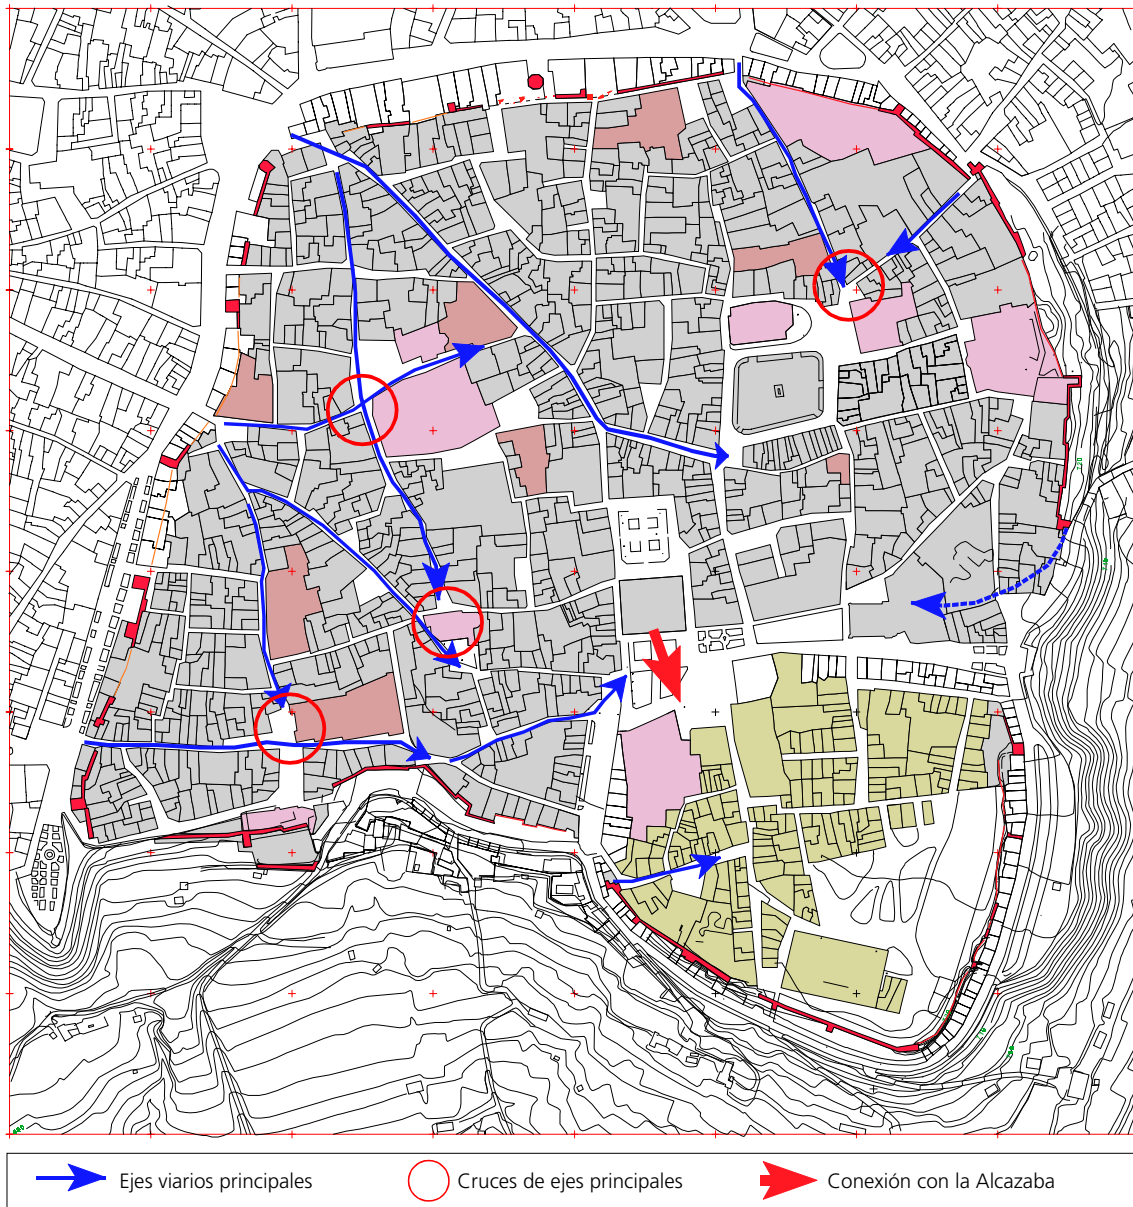 Ejes viarios principales
Cruces de ejes principales
Conexión con la Alcazaba